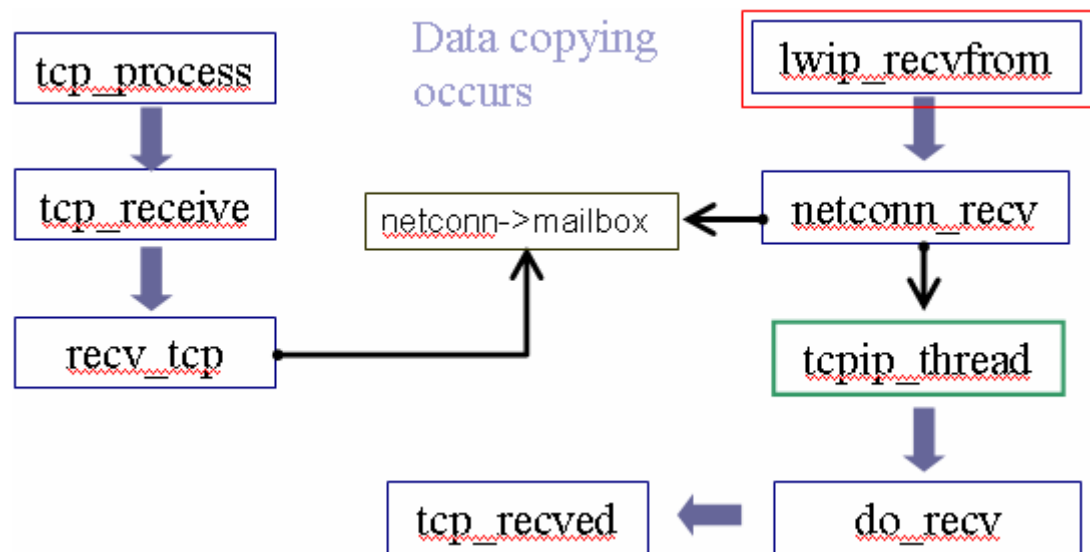 Data copying
occurs
tcp_process
tcp_receive
recv_tcp
netconn->mailbox
lwip_recvfrom
netconn_recv
tcpip_thread
do_recv
tcp_recved